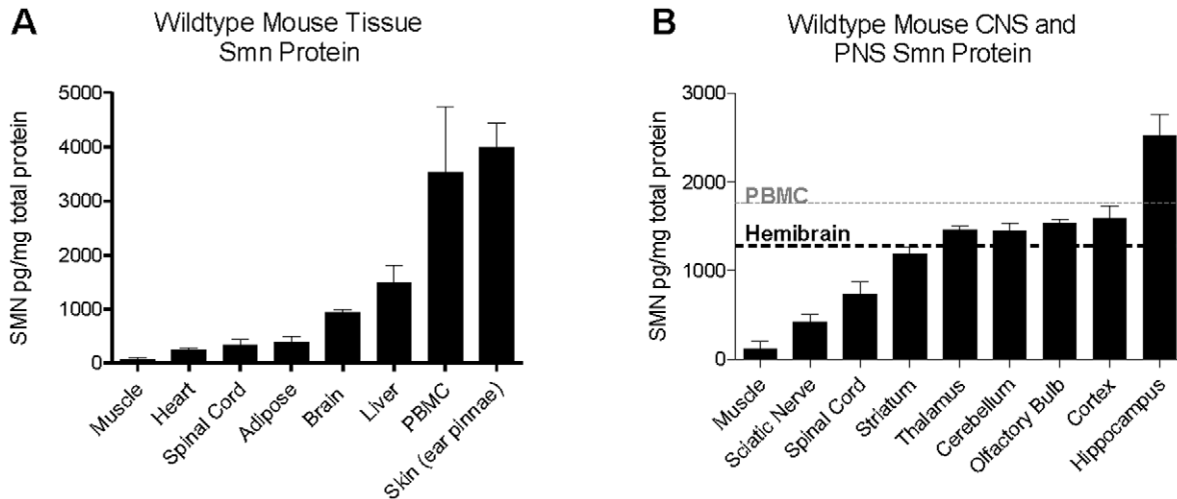 A
Wildtype Mouse Tissue
Smn Protein
SMN pg/mg total protein
5000
4000
3000
2000
1000
0
Muscle
Heart
Spinal Cord
Adipose
Brain
Liver
PBMC
Skin (ear pinnae)
B
Wildtype Mouse CNS and
PNS Smn Protein
SMN pg/mg total protein
3000
2000
1000
0
PBMC
Hemibrain
Muscle
Sciatic Nerve
Spinal Cord
Striatum
Thalamus
Cerebellum
Olfactory Bulb
Cortex
Hippocampus